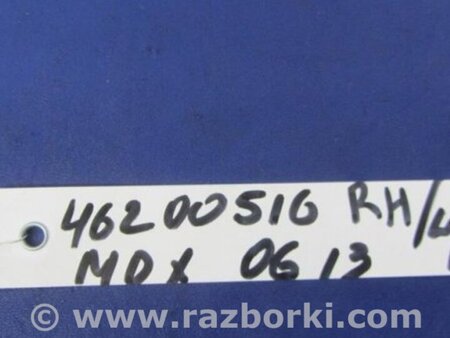 46200516 RH/
MDX 06 13
© www.razborki.com